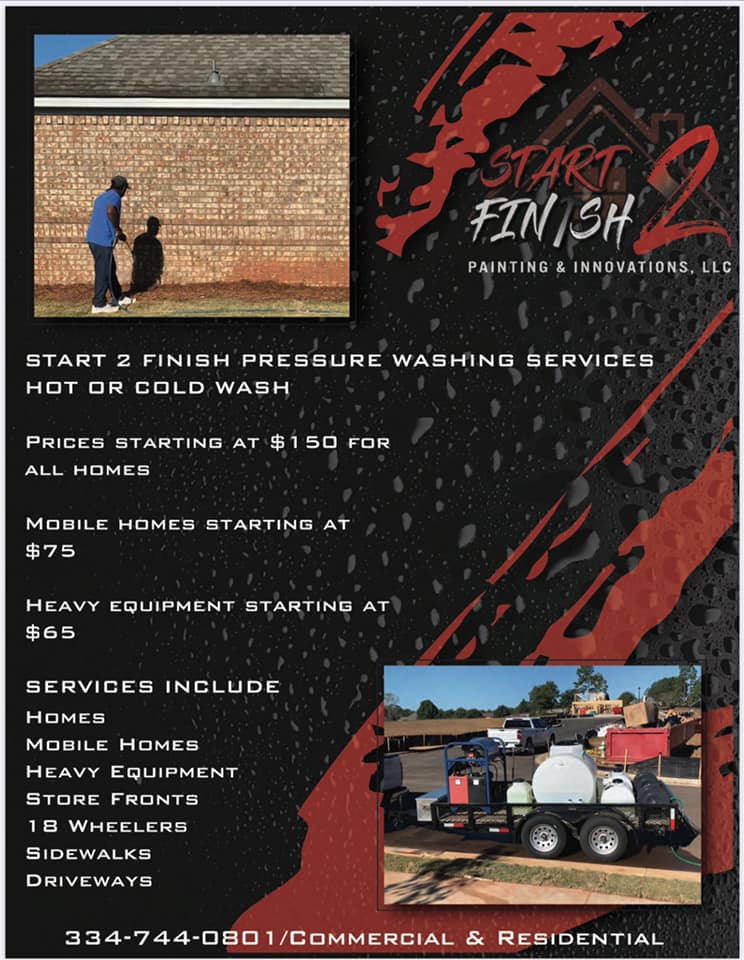 START 2
FINISH
PAINTING & INNOVATIONS, LLC
START 2 FINISH PRESSURE WASHING SERVICES
HOT OR COLD WASH
PRICES STARTING AT $150 FOR
ALL HOMES
MOBILE HOMES STARTING AT
$75
HEAVY EQUIPMENT STARTING AT
$65
SERVICES INCLUDE
HOMES
MOBILE HOMES
HEAVY EQUIPMENT
STORE FRONTS
18 WHEELERS
SIDEWALKS
DRIVEWAYS
334-744-0801/COMMERCIAL & RESIDENTIAL